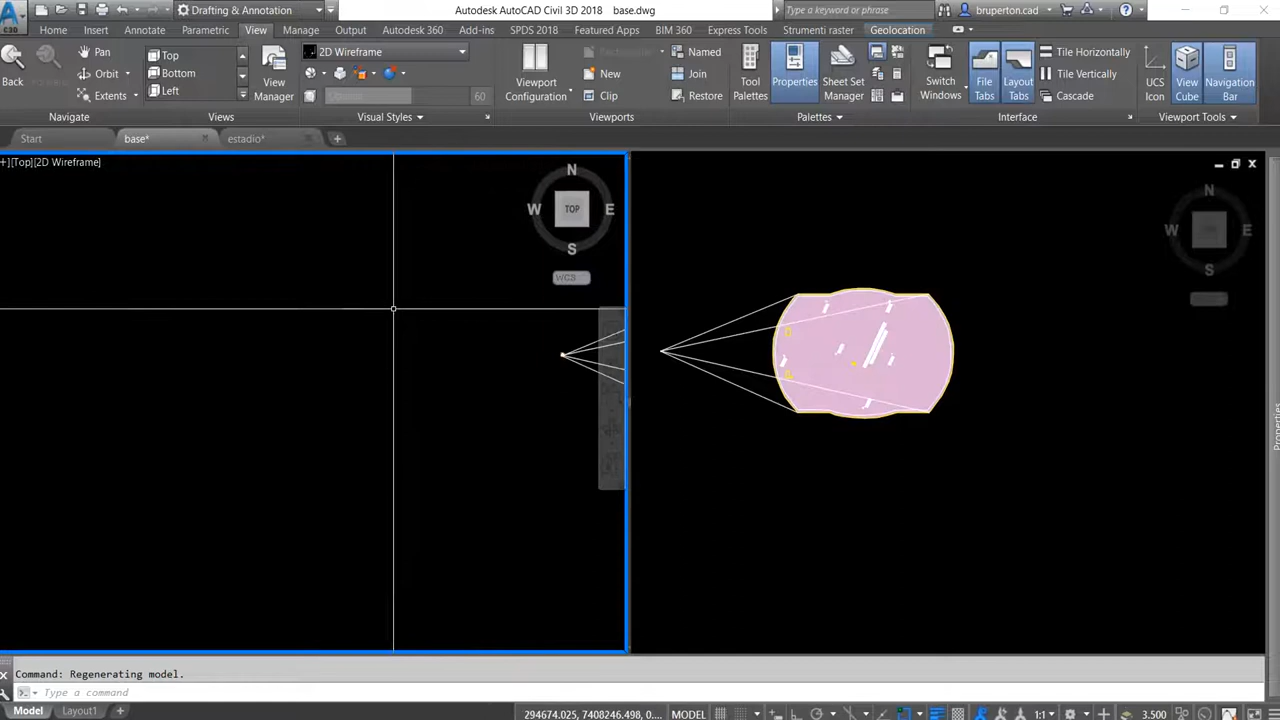 Drafting & Annotation
Autodesk AutoCAD Civil 3D 2018 base.dwg
Type a keyword or phrase
bruperton.cad
C3D
Home Insert Annotate Parametric View Manage Output Autodesk 360 Add-ins SPDS 2018 Featured Apps BIM 360 Express Tools Strumenti raster Geolocation
Back
Pan
Orbit
Extents
Navigate
Top
Bottom
Left
View Manager
Views
2D Wireframe
60
Visual Styles
Viewport Configuration
Named
New
Join
Clip
Restore
Viewports
Tool Palettes
Properties
Sheet Set Manager
Palettes
Switch Windows
File Tabs
Layout Tabs
Tile Horizontally
Tile Vertically
Cascade
Interface
UCS Icon
View Cube
Navigation Bar
Viewport Tools
Start
base*
estadio*
+][Top][2D Wireframe]
N
W TOP E
S
WCS
N
W E
S
Properties
Command: Regenerating model.
Type a command
Model
Layout1
294674.025, 7408246.498, 0....
MODEL
1:1
3.500